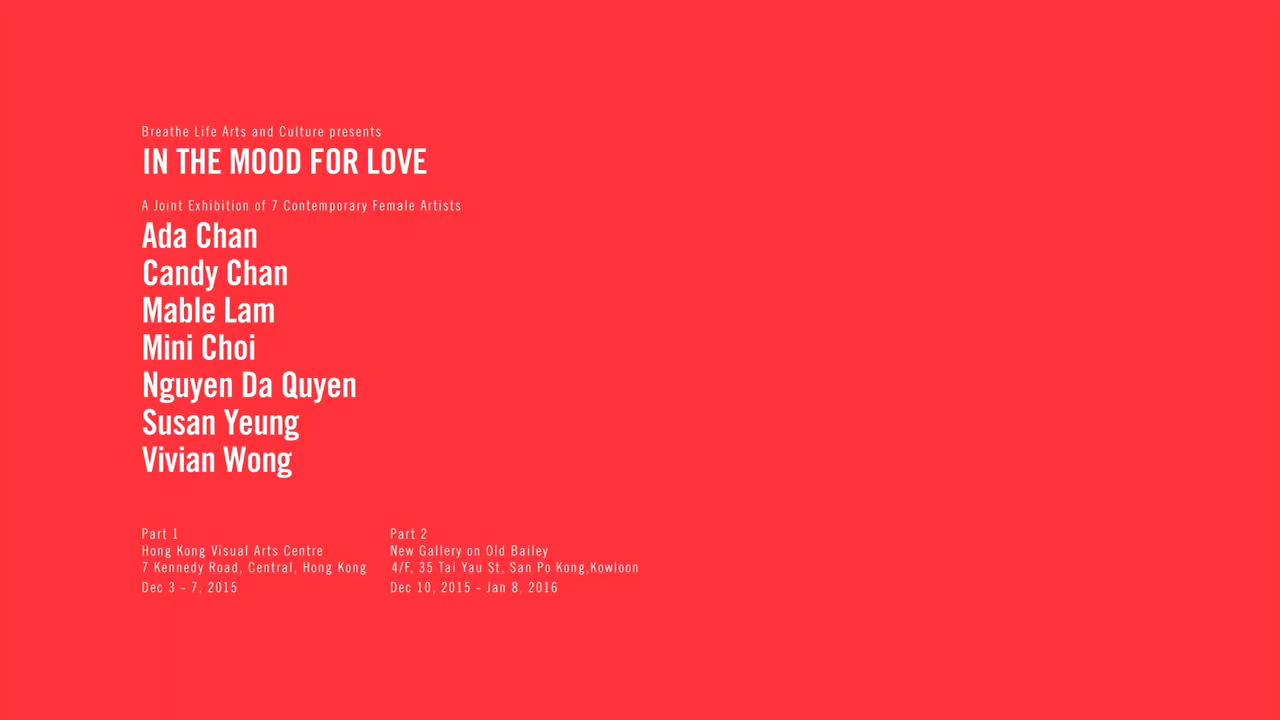 Breathe Life Arts and Culture presents
IN THE MOOD FOR LOVE
A Joint Exhibition of 7 Contemporary Female Artists
Ada Chan
Candy Chan
Mable Lam
Mini Choi
Nguyen Da Quyen
Susan Yeung
Vivian Wong
Part 1
Hong Kong Visual Arts Centre
7 Kennedy Road, Central, Hong Kong
Dec 3 - 7, 2015
Part 2
New Gallery on Old Bailey
4/F, 35 Tai Yau St, San Po Kong,Kowloon
Dec 10, 2015 - Jan 8, 2016